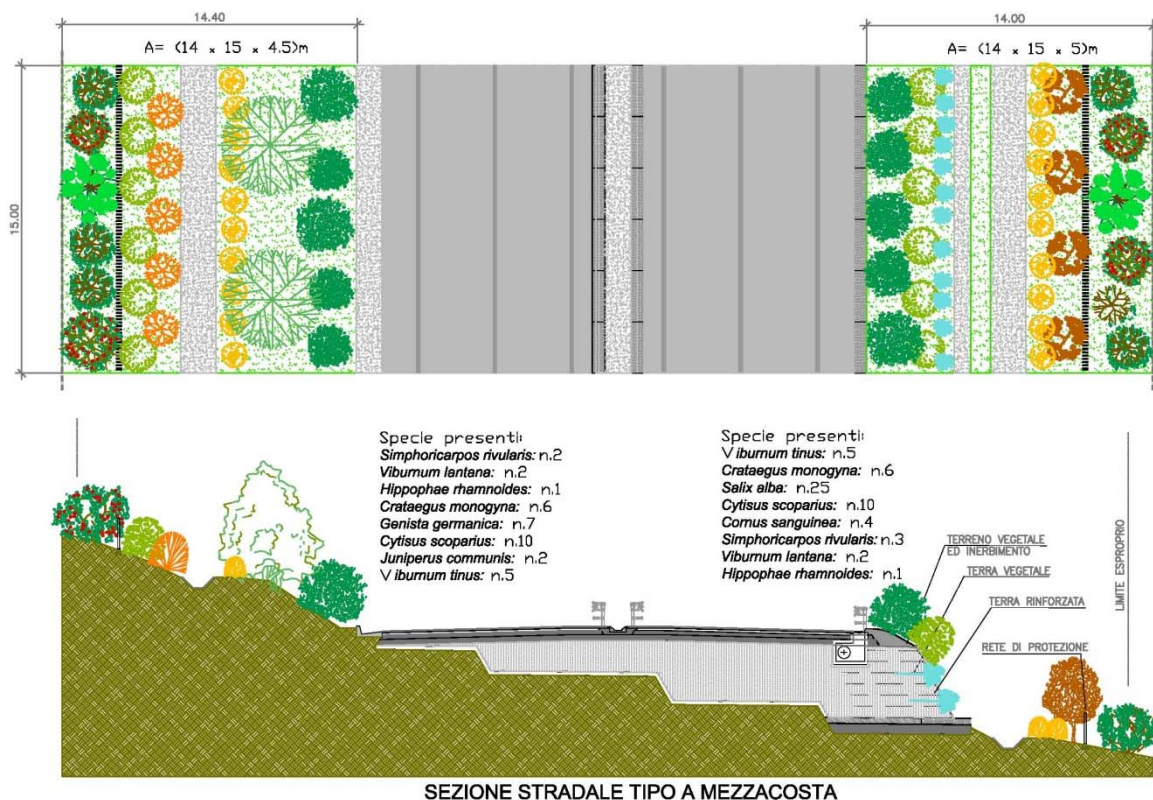 14.40
14.00
A= (14 x 15 x 4.5)m
A= (14 x 15 x 5)m
15.00
Specie presenti:
Simphoricarpos rivularis: n.2
Viburnum lantana: n.2
Hippophae rhamnoides: n.1
Crataegus monogyna: n.6
Genista germanica: n.7
Cytisus scoparius: n.10
Juniperus communis: n.2
Viburnum tinus: n.5
Specie presenti:
Viburnum tinus: n.5
Crataegus monogyna: n.6
Salix alba: n.25
Cytisus scoparius: n.10
Cornus sanguinea: n.4
Simphoricarpos rivularis: n.3
Viburnum lantana: n.2
Hippophae rhamnoides: n.1
TERRENO VEGETALE
ED INERBIMENTO
TERRA VEGETALE
TERRA RINFORZATA
RETE DI PROTEZIONE
LIMITE ESPROPRIO
SEZIONE STRADALE TIPO A MEZZACOSTA